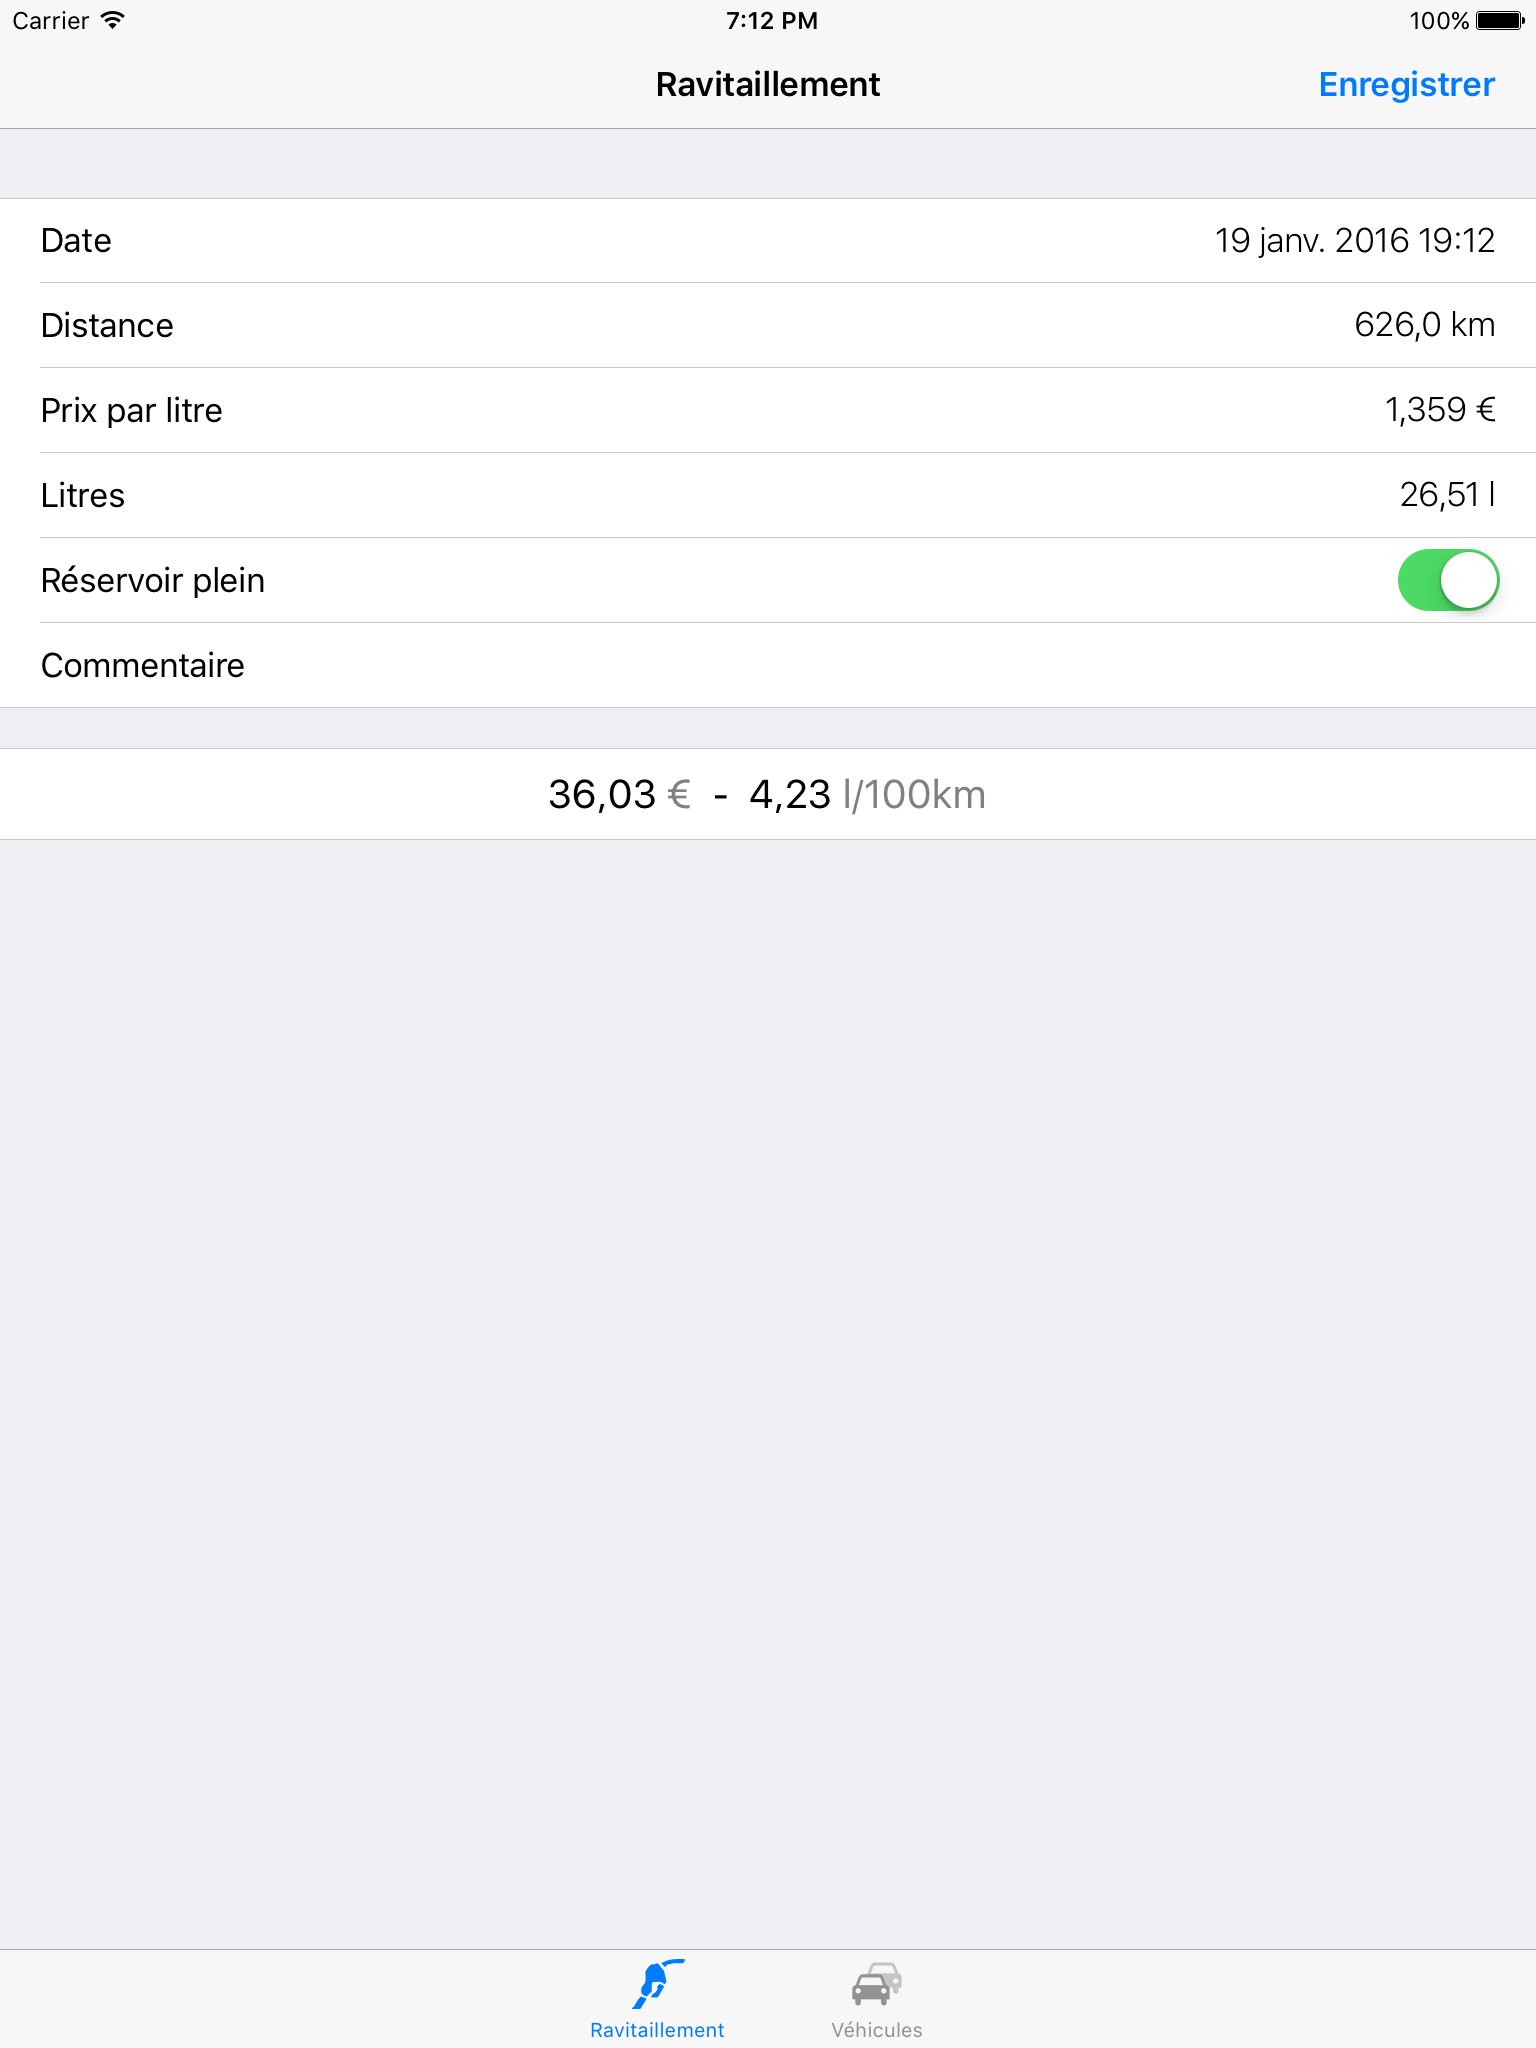 Carrier 7:12 PM 100%
Ravitaillement Enregistrer
Date 19 janv. 2016 19:12
Distance 626,0 km
Prix par litre 1,359 €
Litres 26,51 l
Réservoir plein
Commentaire
36,03 € - 4,23 l/100km
Ravitaillement Véhicules